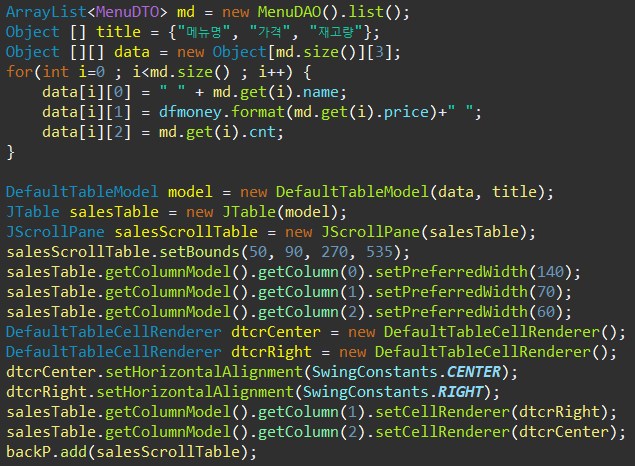 ArrayList<MenuDTO> md = new MenuDAO().list();
Object [] title = {"메뉴명", "가격", "재고량"};
Object [][] data = new Object[md.size()][3];
for(int i=0 ; i<md.size() ; i++) {
    data[i][0] = " " + md.get(i).name;
    data[i][1] = dfmoney.format(md.get(i).price)+" ";
    data[i][2] = md.get(i).cnt;
}

DefaultTableModel model = new DefaultTableModel(data, title);
JTable salesTable = new JTable(model);
JScrollPane salesScrollTable = new JScrollPane(salesTable);
salesScrollTable.setBounds(50, 90, 270, 535);
salesTable.getColumnModel().getColumn(0).setPreferredWidth(140);
salesTable.getColumnModel().getColumn(1).setPreferredWidth(70);
salesTable.getColumnModel().getColumn(2).setPreferredWidth(60);
DefaultTableCellRenderer dtcrCenter = new DefaultTableCellRenderer();
DefaultTableCellRenderer dtcrRight = new DefaultTableCellRenderer();
dtcrCenter.setHorizontalAlignment(SwingConstants.CENTER);
dtcrRight.setHorizontalAlignment(SwingConstants.RIGHT);
salesTable.getColumnModel().getColumn(1).setCellRenderer(dtcrRight);
salesTable.getColumnModel().getColumn(2).setCellRenderer(dtcrCenter);
backP.add(salesScrollTable);